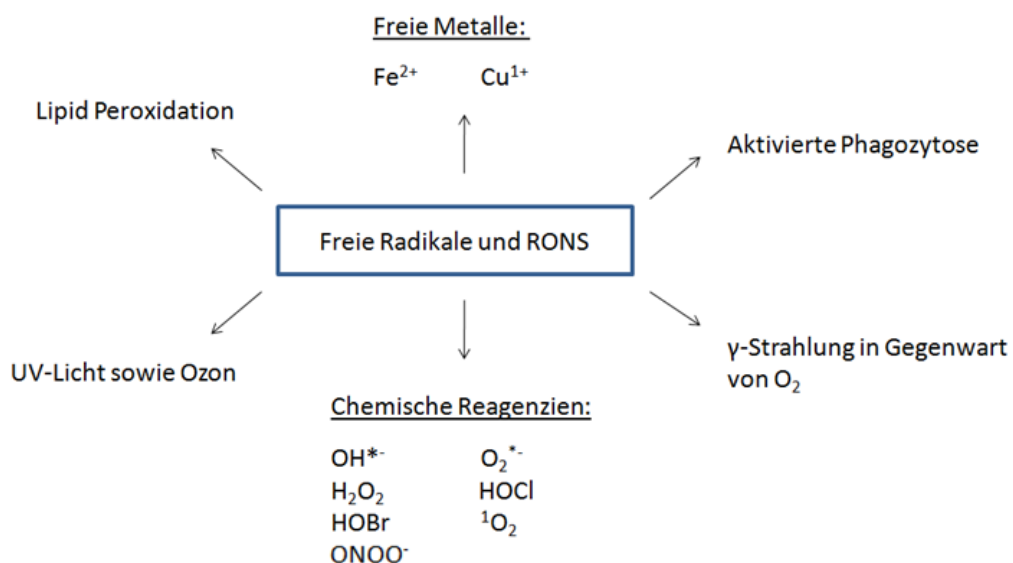 Freie Metalle:
Fe²⁺ Cu¹⁺
Lipid Peroxidation
Aktivierte Phagozytose
Freie Radikale und RONS
UV-Licht sowie Ozon
γ-Strahlung in Gegenwart
von O₂
Chemische Reagenzien:
OH*⁻ O₂*⁻
H₂O₂ HOCl
HOBr ¹O₂
ONOO⁻